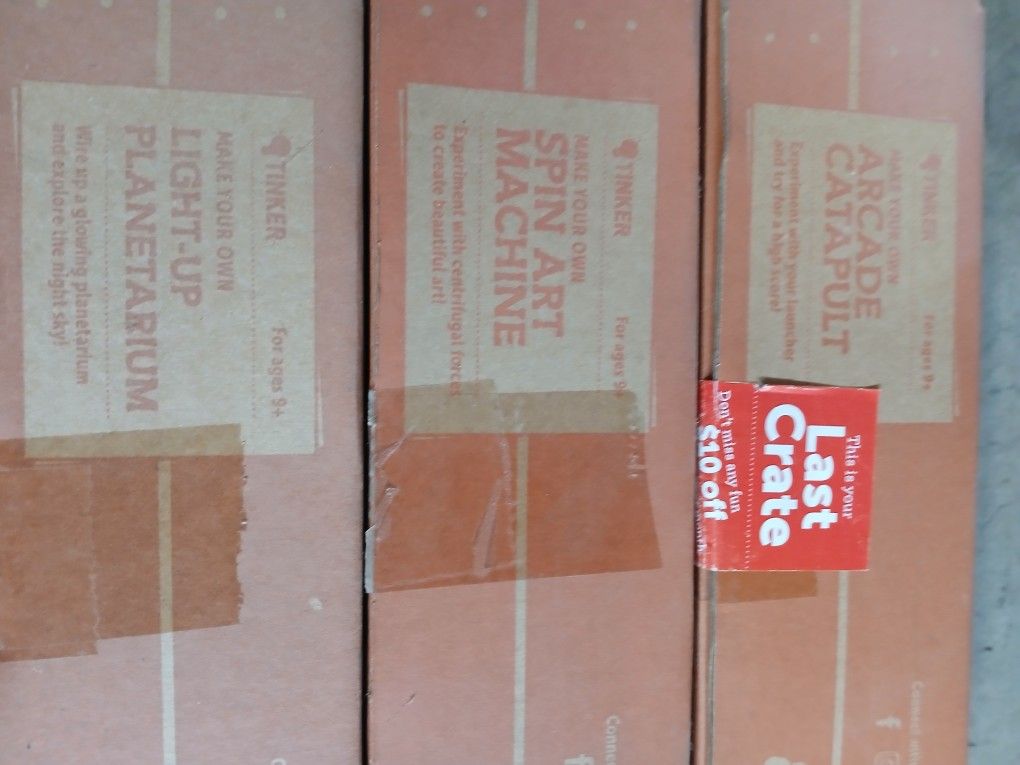 TINKER
For ages 9+
MAKE YOUR OWN
LIGHT-UP
PLANETARIUM
Wire up a glowing planetarium
and explore the night sky!
TINKER
For ages 9+
MAKE YOUR OWN
SPIN ART
MACHINE
Experiment with centrifugal forces
to create beautiful art!
Connec
TINKER
For ages 9+
MAKE YOUR OWN
ARCADE
CATAPULT
Experiment with your launcher
and try for a high score!
This is your
Last
Crate
Don't miss any fun
$10 off
Connect with